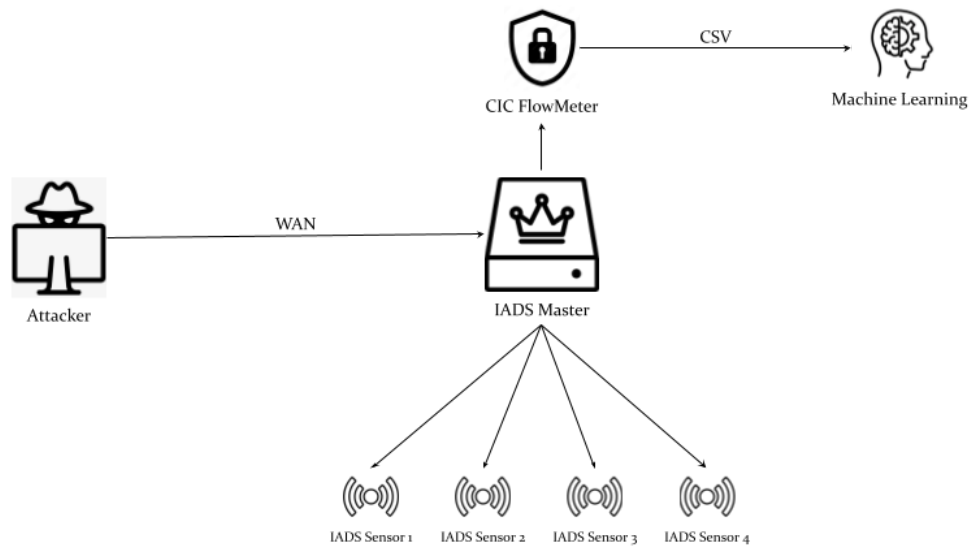 CSV
CIC FlowMeter
Machine Learning
WAN
Attacker
IADS Master
IADS Sensor 1
IADS Sensor 2
IADS Sensor 3
IADS Sensor 4